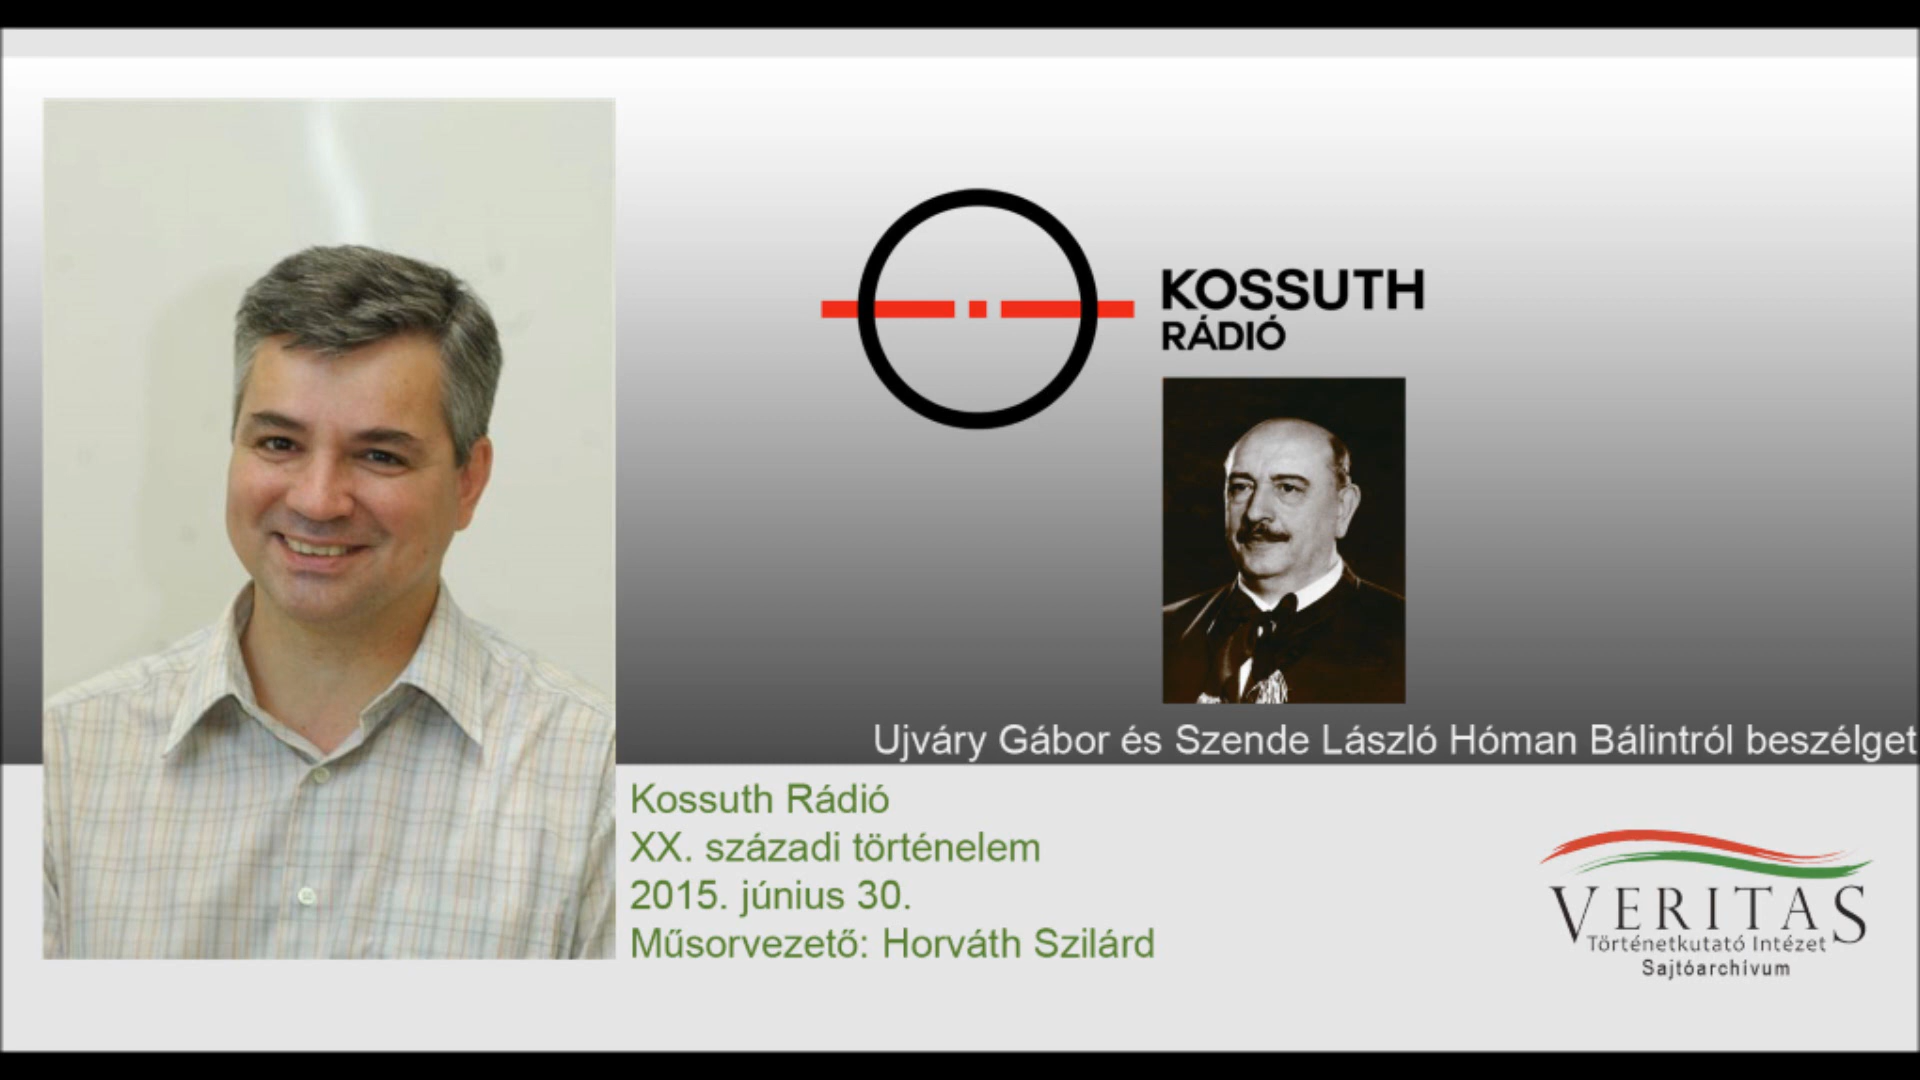 KOSSUTH
RÁDIÓ
Ujváry Gábor és Szende László Hóman Bálintról beszélget
Kossuth Rádió
XX. századi történelem
2015. június 30.
Műsorvezető: Horváth Szilárd
VERITAS
Történetkutató Intézet
Sajtóarchívum